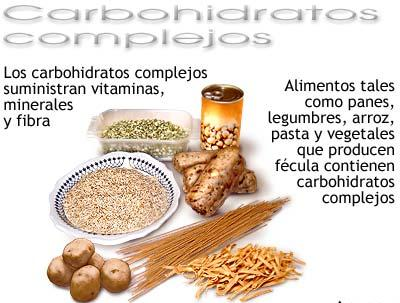 Carbohidratos
complejos
Los carbohidratos complejos
suministran vitaminas,
minerales
y fibra
Alimentos tales
como panes,
legumbres, arroz,
pasta y vegetales
que producen
fécula contienen
carbohidratos
complejos